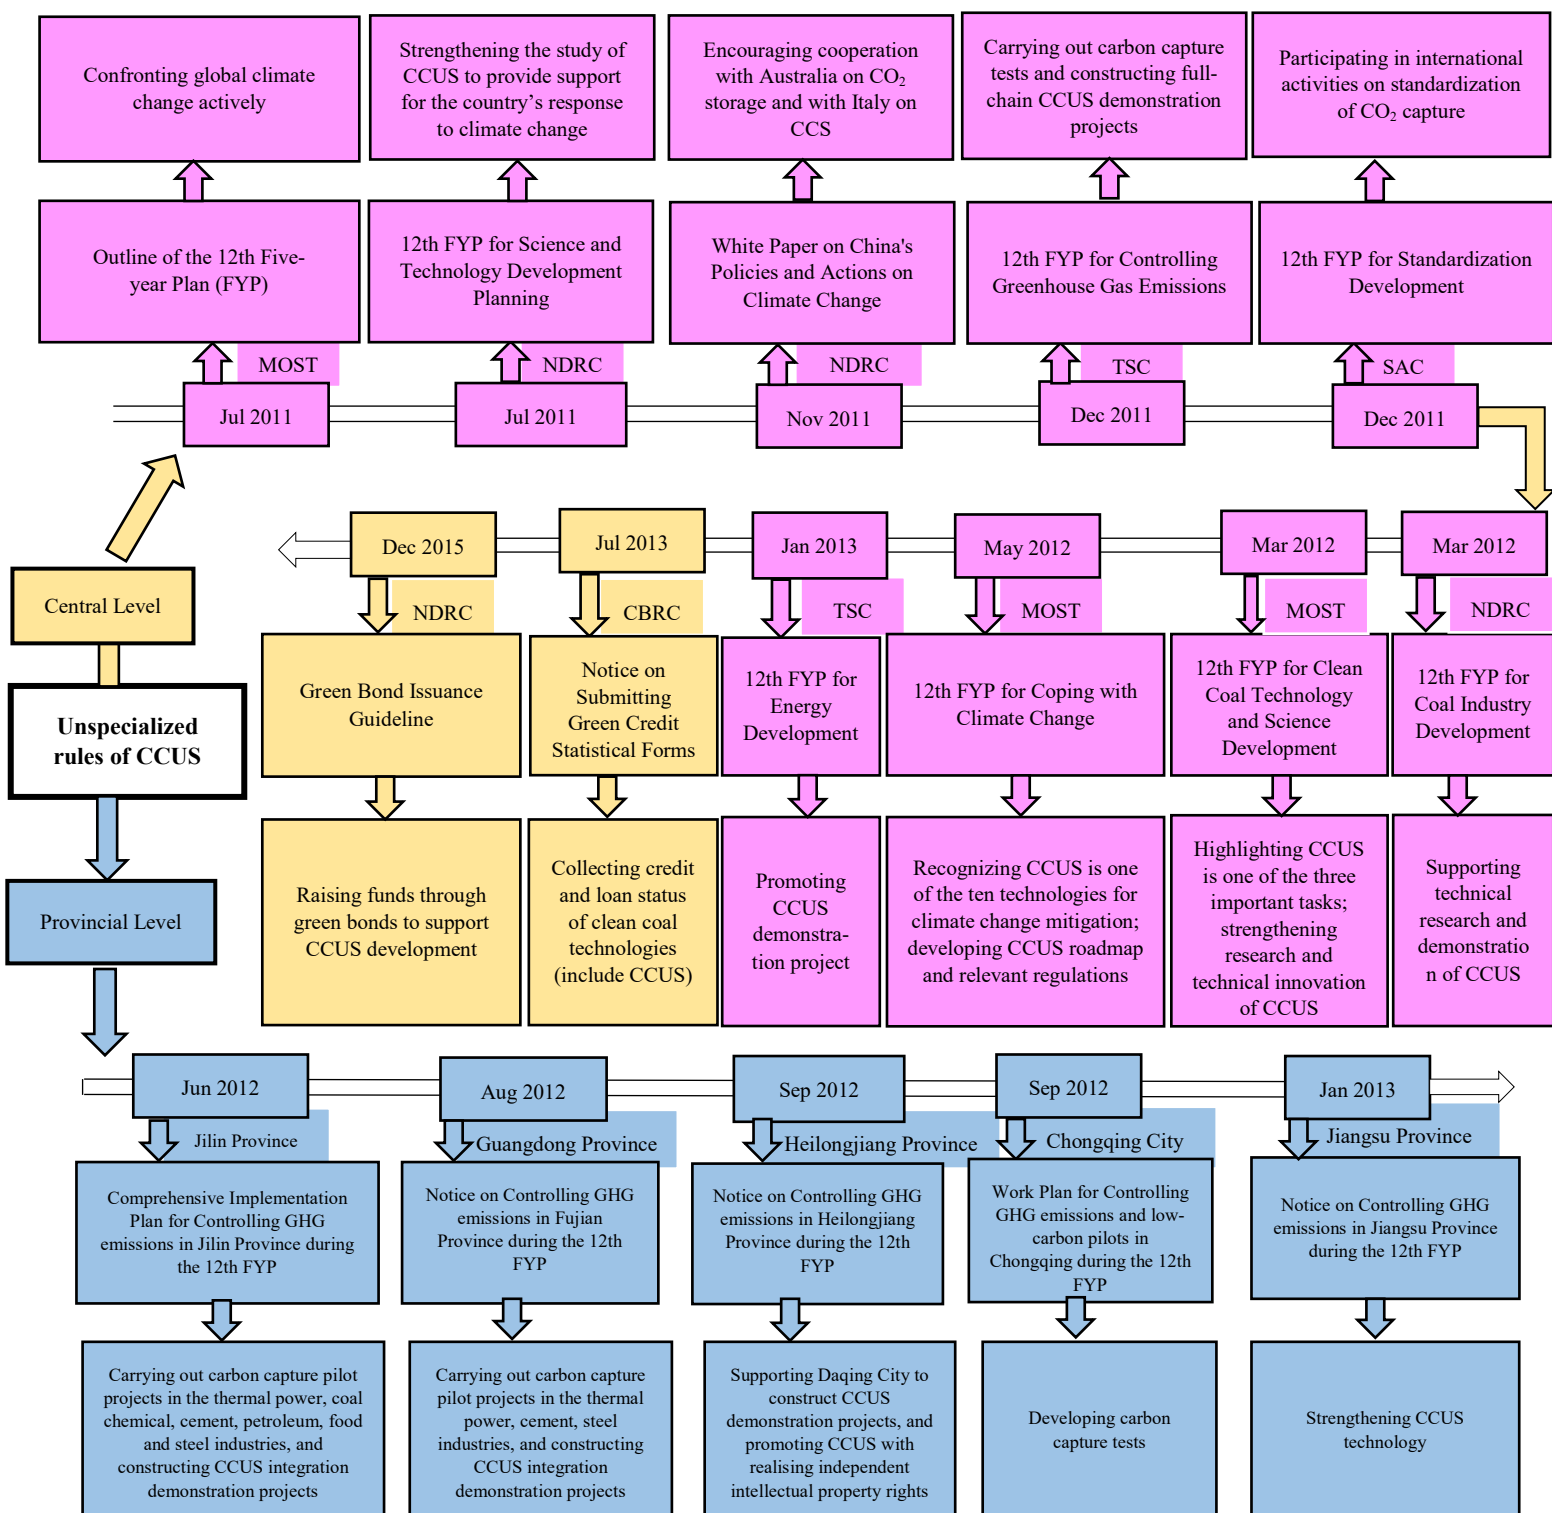 Confronting global climate
change actively
Strengthening the study of
CCUS to provide support
for the country's response
to climate change
Encouraging cooperation
with Australia on CO₂
storage and with Italy on
CCS
Carrying out carbon capture
tests and constructing full-
chain CCUS demonstration
projects
Participating in international
activities on standardization
of CO₂ capture
Outline of the 12th Five-
year Plan (FYP)
12th FYP for Science and
Technology Development
Planning
White Paper on China's
Policies and Actions on
Climate Change
12th FYP for Controlling
Greenhouse Gas Emissions
12th FYP for Standardization
Development
MOST
NDRC
NDRC
TSC
SAC
Jul 2011
Jul 2011
Nov 2011
Dec 2011
Dec 2011
Dec 2015
Jul 2013
Jan 2013
May 2012
Mar 2012
Mar 2012
NDRC
CBRC
TSC
MOST
MOST
NDRC
Central Level
Unspecialized
rules of CCUS
Provincial Level
Green Bond Issuance
Guideline
Notice on
Submitting
Green Credit
Statistical Forms
12th FYP for
Energy
Development
12th FYP for Coping with
Climate Change
12th FYP for Clean
Coal Technology
and Science
Development
12th FYP for
Coal Industry
Development
Raising funds through
green bonds to support
CCUS development
Collecting credit
and loan status
of clean coal
technologies
(include CCUS)
Promoting
CCUS
demonstra-
tion project
Recognizing CCUS is one
of the ten technologies for
climate change mitigation;
developing CCUS roadmap
and relevant regulations
Highlighting CCUS
is one of the three
important tasks;
strengthening
research and
technical innovation
of CCUS
Supporting
technical
research and
demonstratio
n of CCUS
Jun 2012
Aug 2012
Sep 2012
Sep 2012
Jan 2013
Jilin Province
Guangdong Province
Heilongjiang Province
Chongqing City
Jiangsu Province
Comprehensive Implementation
Plan for Controlling GHG
emissions in Jilin Province during
the 12th FYP
Notice on Controlling GHG
emissions in Fujian
Province during the 12th
FYP
Notice on Controlling GHG
emissions in Heilongjiang
Province during the 12th
FYP
Work Plan for Controlling
GHG emissions and low-
carbon pilots in
Chongqing during the 12th
FYP
Notice on Controlling GHG
emissions in Jiangsu Province
during the 12th FYP
Carrying out carbon capture pilot
projects in the thermal power, coal
chemical, cement, petroleum, food
and steel industries, and
constructing CCUS integration
demonstration projects
Carrying out carbon capture
pilot projects in the thermal
power, cement, steel
industries, and constructing
CCUS integration
demonstration projects
Supporting Daqing City to
construct CCUS
demonstration projects, and
promoting CCUS with
realising independent
intellectual property rights
Developing carbon
capture tests
Strengthening CCUS
technology